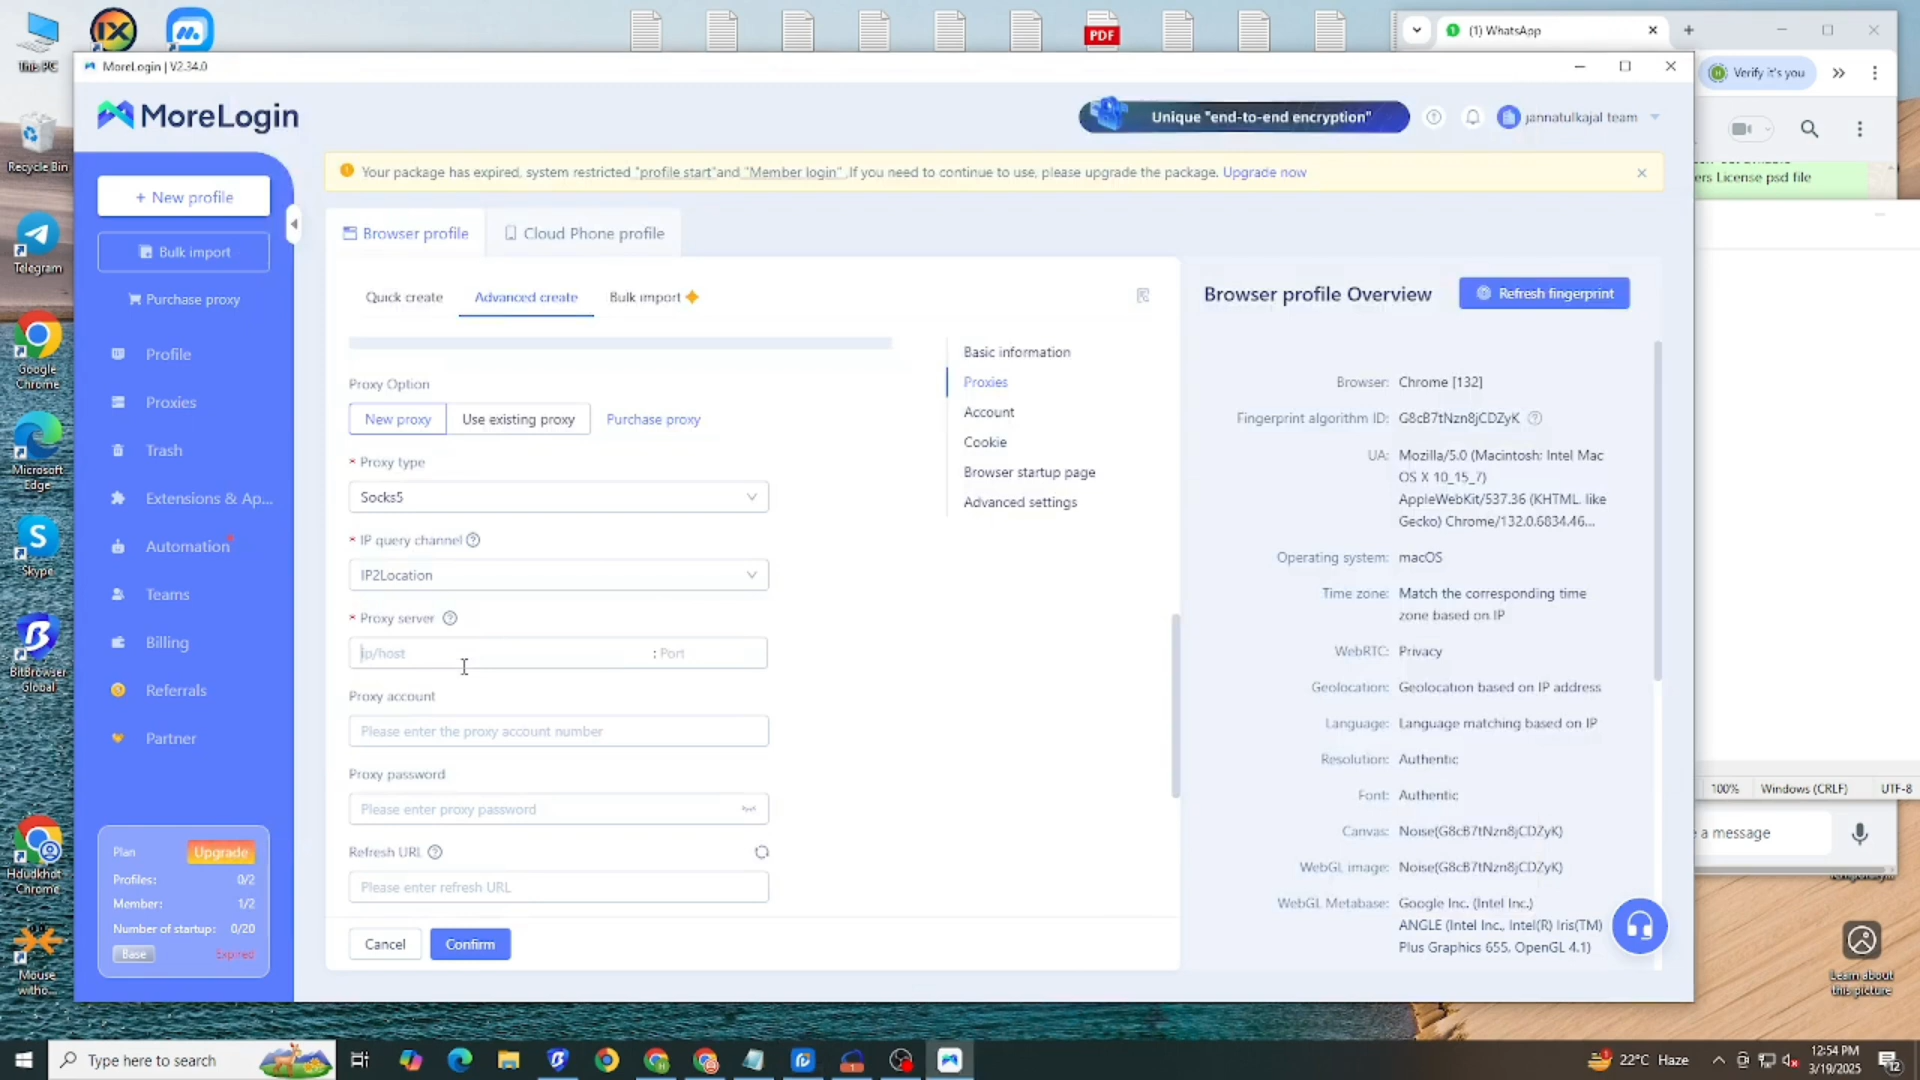 This PC
Recycle Bin
Telegram
Google
Chrome
Microsoft
Edge
Skype
BitBrowser
Global
Hdudkhot
Chrome
Mouse
witho...
PDF
(1) WhatsApp
Verify it's you
MoreLogin | V2.34.0
MoreLogin
Unique "end-to-end encryption"
jannatulkajal team
Your package has expired, system restricted "profile start"and "Member login" .If you need to continue to use, please upgrade the package. Upgrade now
+ New profile
Bulk import
Purchase proxy
Profile
Proxies
Trash
Extensions & Ap...
Automation
Teams
Billing
Referrals
Partner
Plan
Upgrade
Profiles: 0/2
Member: 1/2
Number of startup: 0/20
Base
Expired
Browser profile
Cloud Phone profile
Quick create
Advanced create
Bulk import
Proxy Option
New proxy
Use existing proxy
Purchase proxy
* Proxy type
Socks5
* IP query channel
IP2Location
* Proxy server
ip/host
: Port
Proxy account
Please enter the proxy account number
Proxy password
Please enter proxy password
Refresh URL
Please enter refresh URL
Cancel
Confirm
Basic information
Proxies
Account
Cookie
Browser startup page
Advanced settings
Browser profile Overview
Refresh fingerprint
Browser: Chrome [132]
Fingerprint algorithm ID: G8cB7tNzn8jCDZyK
UA: Mozilla/5.0 (Macintosh; Intel Mac
OS X 10_15_7)
AppleWebKit/537.36 (KHTML, like
Gecko) Chrome/132.0.6834.46...
Operating system: macOS
Time zone: Match the corresponding time
zone based on IP
WebRTC: Privacy
Geolocation: Geolocation based on IP address
Language: Language matching based on IP
Resolution: Authentic
Font: Authentic
Canvas: Noise(G8cB7tNzn8jCDZyK)
WebGL image: Noise(G8cB7tNzn8jCDZyK)
WebGL Metabase: Google Inc. (Intel Inc.)
ANGLE (Intel Inc., Intel(R) Iris(TM)
Plus Graphics 655, OpenGL 4.1)
ers License psd file
100%
Windows (CRLF)
UTF-8
e a message
Learn about
this picture
Type here to search
22°C Haze
12:54 PM
3/19/2025
12